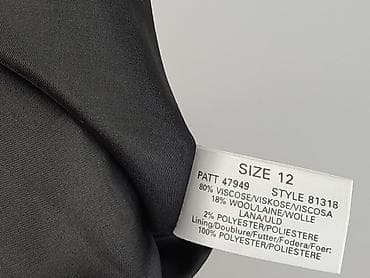 SIZE 12
PATT 47949 STYLE 81318
80% VISCOSE/VISKOSE/VISCOSA
18% WOOL/LAINE/WOLLE
LANA/ULD
2% POLYESTER/POLIESTERE
Lining/Doublure/Futter/Fodera/Foer:
100% POLYESTER/POLIESTERE